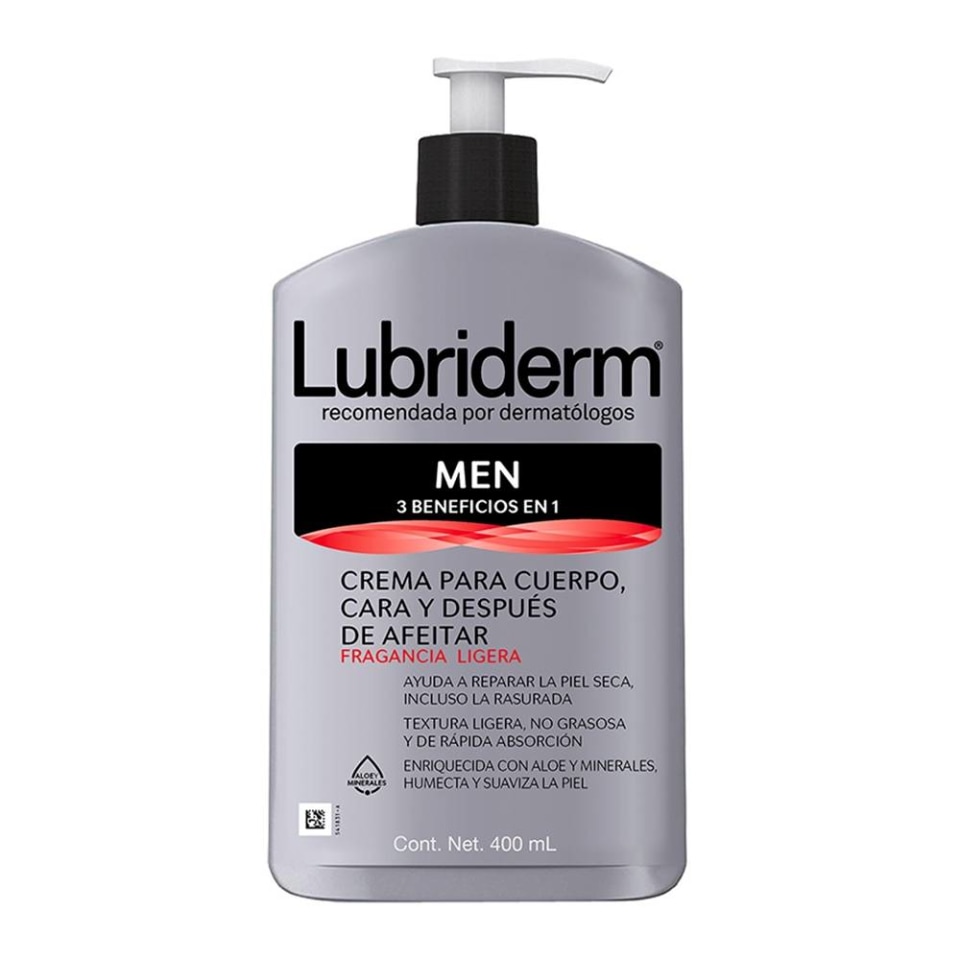 Lubriderm®
recomendada por dermatólogos
MEN
3 BENEFICIOS EN 1
CREMA PARA CUERPO,
CARA Y DESPUÉS
DE AFEITAR
FRAGANCIA LIGERA
AYUDA A REPARAR LA PIEL SECA,
INCLUSO LA RASURADA
TEXTURA LIGERA, NO GRASOSA
Y DE RÁPIDA ABSORCIÓN
ENRIQUECIDA CON ALOE Y MINERALES,
HUMECTA Y SUAVIZA LA PIEL
ALOE Y
MINERALES
Cont. Net. 400 mL